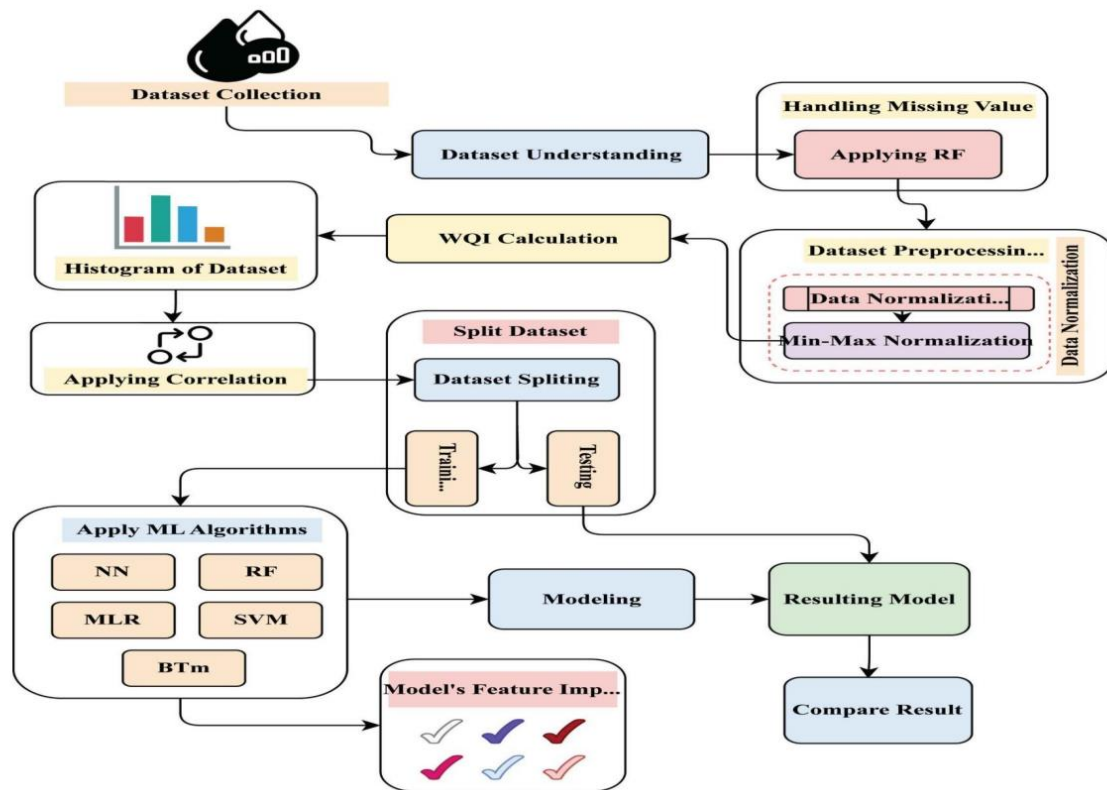 Dataset Collection
Handling Missing Value
Dataset Understanding
Applying RF
WQI Calculation
Histogram of Dataset
Dataset Preprocessin...
Data Normalizati...
Min-Max Normalization
Data Normalization
Applying Correlation
Split Dataset
Dataset Spliting
Traini...
Testing
Apply ML Algorithms
NN
RF
MLR
SVM
BTm
Modeling
Resulting Model
Model's Feature Imp...
Compare Result